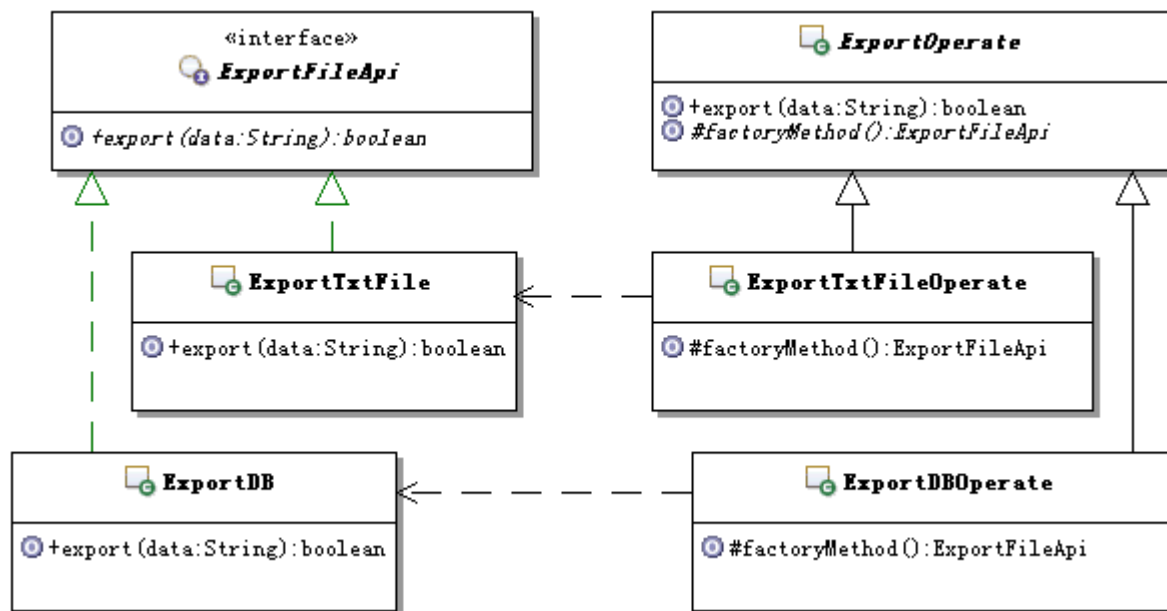 «interface»
ExportFileApi
+export(data:String):boolean
ExportOperate
+export(data:String):boolean
#factoryMethod():ExportFileApi
ExportTxtFile
+export(data:String):boolean
ExportTxtFileOperate
#factoryMethod():ExportFileApi
ExportDB
+export(data:String):boolean
ExportDBOperate
#factoryMethod():ExportFileApi